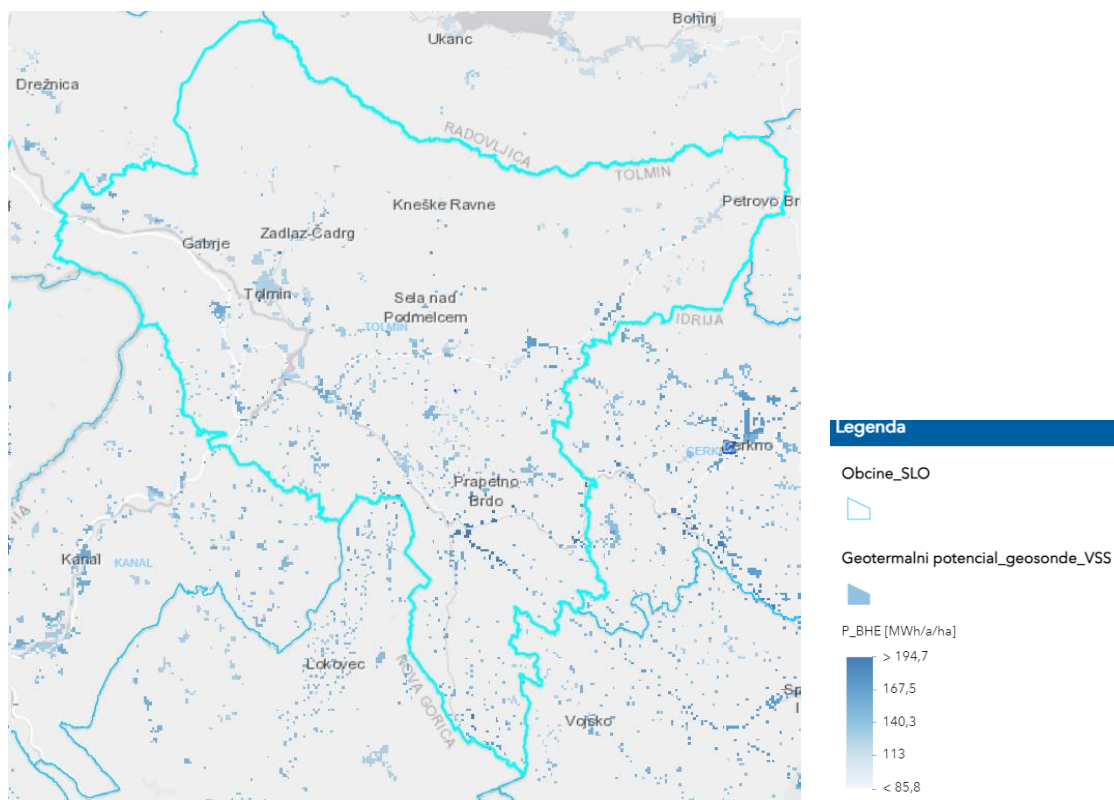 Bohinj
Ukanc
Drežnica
RADOVLJICA
TOLMIN
Kneške Ravne
Petrovo Br
Zadlaz-Čadrg
Gabrje
Tolmin
Sela nad
Podmelcem
TOLMIN
IDRIJA
Cerkno
Prapetno
Brdo
Kanal
KANAL
Lokovec
NOVA GORICA
Vojsko
Legenda
Obcine_SLO
Geotermalni potencial_geosonde_VSS
P_BHE [MWh/a/ha]
> 194,7
167,5
140,3
113
< 85,8